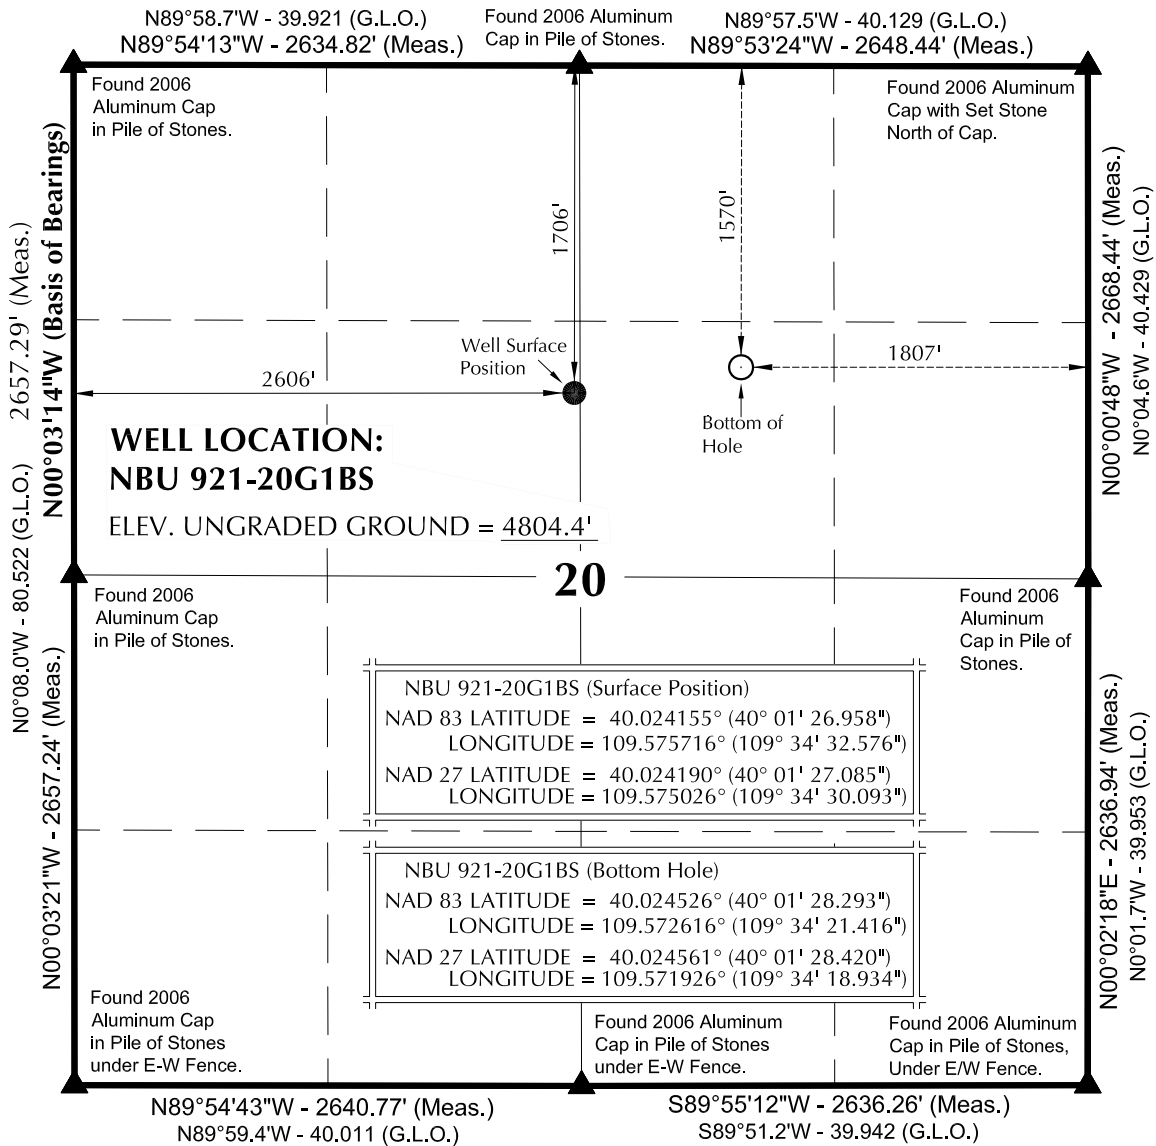 N89°58.7'W - 39.921 (G.L.O.)
N89°54'13"W - 2634.82' (Meas.)
Found 2006 Aluminum
Cap in Pile of Stones.
N89°57.5'W - 40.129 (G.L.O.)
N89°53'24"W - 2648.44' (Meas.)
Found 2006
Aluminum Cap
in Pile of Stones.
Found 2006 Aluminum
Cap with Set Stone
North of Cap.
N00°03'14"W (Basis of Bearings)
2657.29' (Meas.)
1706'
1570'
N00°00'48"W - 2668.44' (Meas.)
N0°04.6'W - 40.429 (G.L.O.)
Well Surface
Position
2606'
1807'
Bottom of
Hole
WELL LOCATION:
NBU 921-20G1BS
ELEV. UNGRADED GROUND = 4804.4'
20
N0°08.0'W - 80.522 (G.L.O.)
Found 2006
Aluminum Cap
in Pile of Stones.
Found 2006
Aluminum
Cap in Pile of
Stones.
N00°03'21"W - 2657.24' (Meas.)
NBU 921-20G1BS (Surface Position)
NAD 83 LATITUDE = 40.024155° (40° 01' 26.958")
LONGITUDE = 109.575716° (109° 34' 32.576")
NAD 27 LATITUDE = 40.024190° (40° 01' 27.085")
LONGITUDE = 109.575026° (109° 34' 30.093")
NBU 921-20G1BS (Bottom Hole)
NAD 83 LATITUDE = 40.024526° (40° 01' 28.293")
LONGITUDE = 109.572616° (109° 34' 21.416")
NAD 27 LATITUDE = 40.024561° (40° 01' 28.420")
LONGITUDE = 109.571926° (109° 34' 18.934")
N00°02'18"E - 2636.94' (Meas.)
N0°01.7'W - 39.953 (G.L.O.)
Found 2006
Aluminum Cap
in Pile of Stones
under E-W Fence.
Found 2006 Aluminum
Cap in Pile of Stones
under E-W Fence.
Found 2006 Aluminum
Cap in Pile of Stones,
Under E/W Fence.
N89°54'43"W - 2640.77' (Meas.)
N89°59.4'W - 40.011 (G.L.O.)
S89°55'12"W - 2636.26' (Meas.)
S89°51.2'W - 39.942 (G.L.O.)